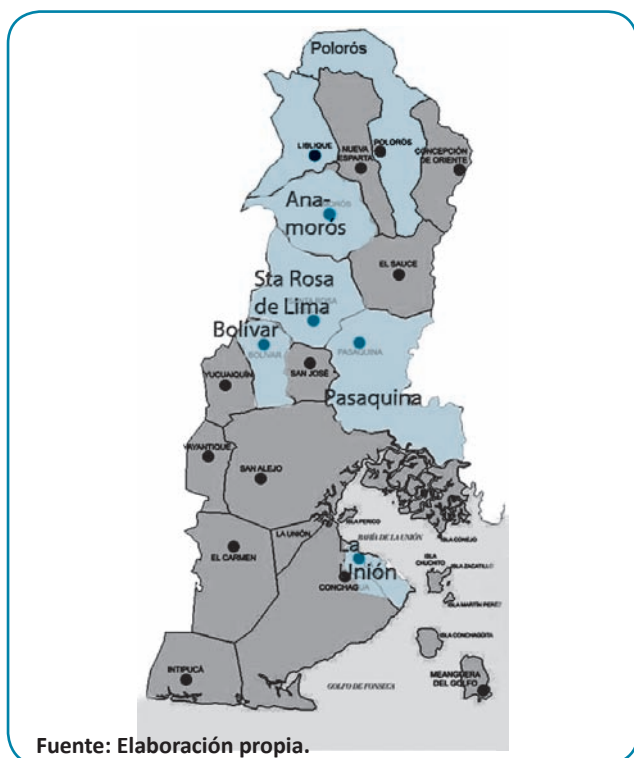 Polorós
LIBLIQUE
NUEVA
ESPARTA
POLORÓS
CONCEPCIÓN
DE ORIENTE
Ana-
morós
EL SAUCE
Sta Rosa
de Lima
Bolívar
BOLÍVAR
SAN JOSÉ
PASAQUINA
YUCUAIQUÍN
Pasaquina
YAYANTIQUE
SAN ALEJO
ISLA PERICO
LA UNIÓN
BAHÍA DE LA UNIÓN
ISLA CONEJO
EL CARMEN
La
Unión
ISLA
CHUCHITO
ISLA ZACATILLO
CONCHAGUA
ISLA MARTÍN PEREZ
ISLA CONCHAGÜITA
INTIPUCÁ
GOLFO DE FONSECA
MEANGUERA
DEL GOLFO
Fuente: Elaboración propia.